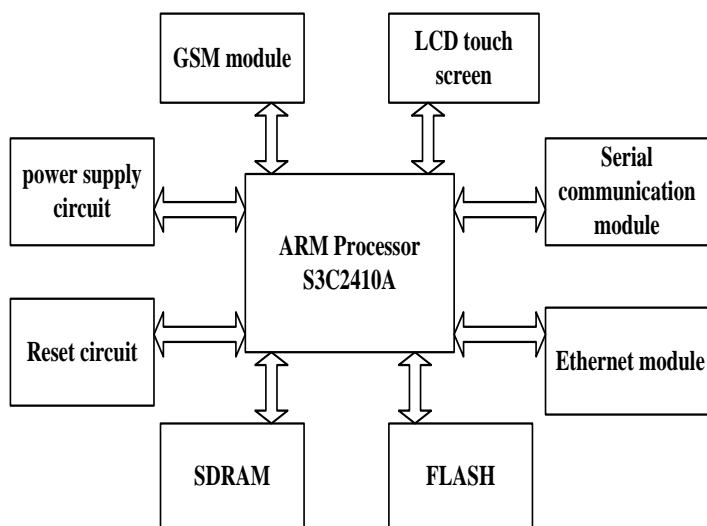 GSM module
LCD touch
screen
power supply
circuit
Serial
communication
module
ARM Processor
S3C2410A
Reset circuit
Ethernet module
SDRAM
FLASH